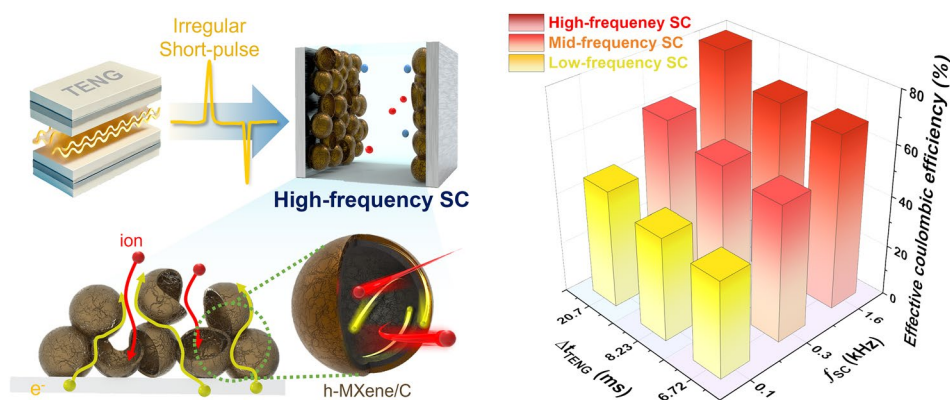 Irregular
Short-pulse
TENG
High-frequency SC
ion
e-
h-MXene/C
High-frequeney SC
Mid-frequency SC
Low-frequency SC
80
60
40
20
0
Effective coulombic efficiency (%)
20.7
8.23
6.72
ΔtTENG (ms)
0.1
0.3
1.6
fSC (kHz)